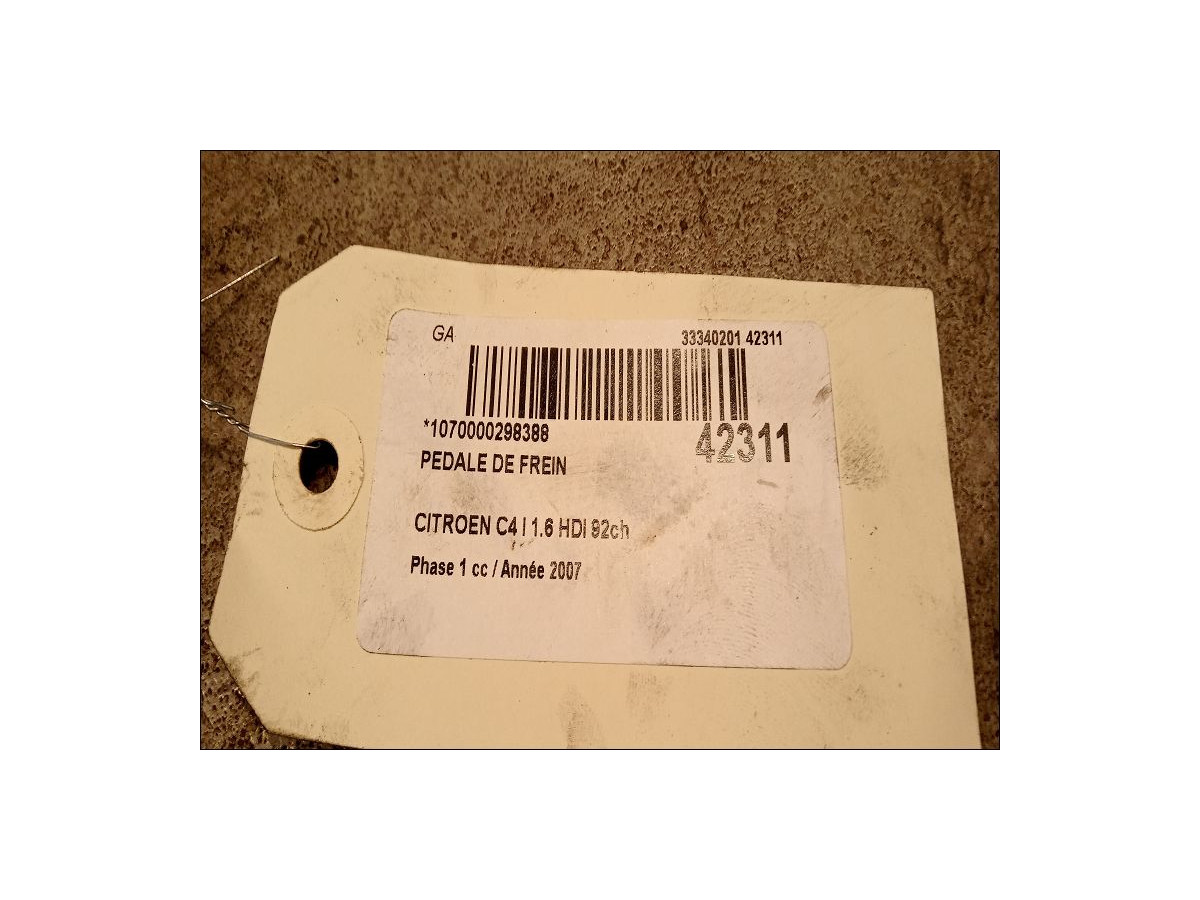 GA 33340201 42311
*1070000298388 42311
PEDALE DE FREIN
CITROEN C4 I 1.6 HDI 92ch
Phase 1 cc / Année 2007